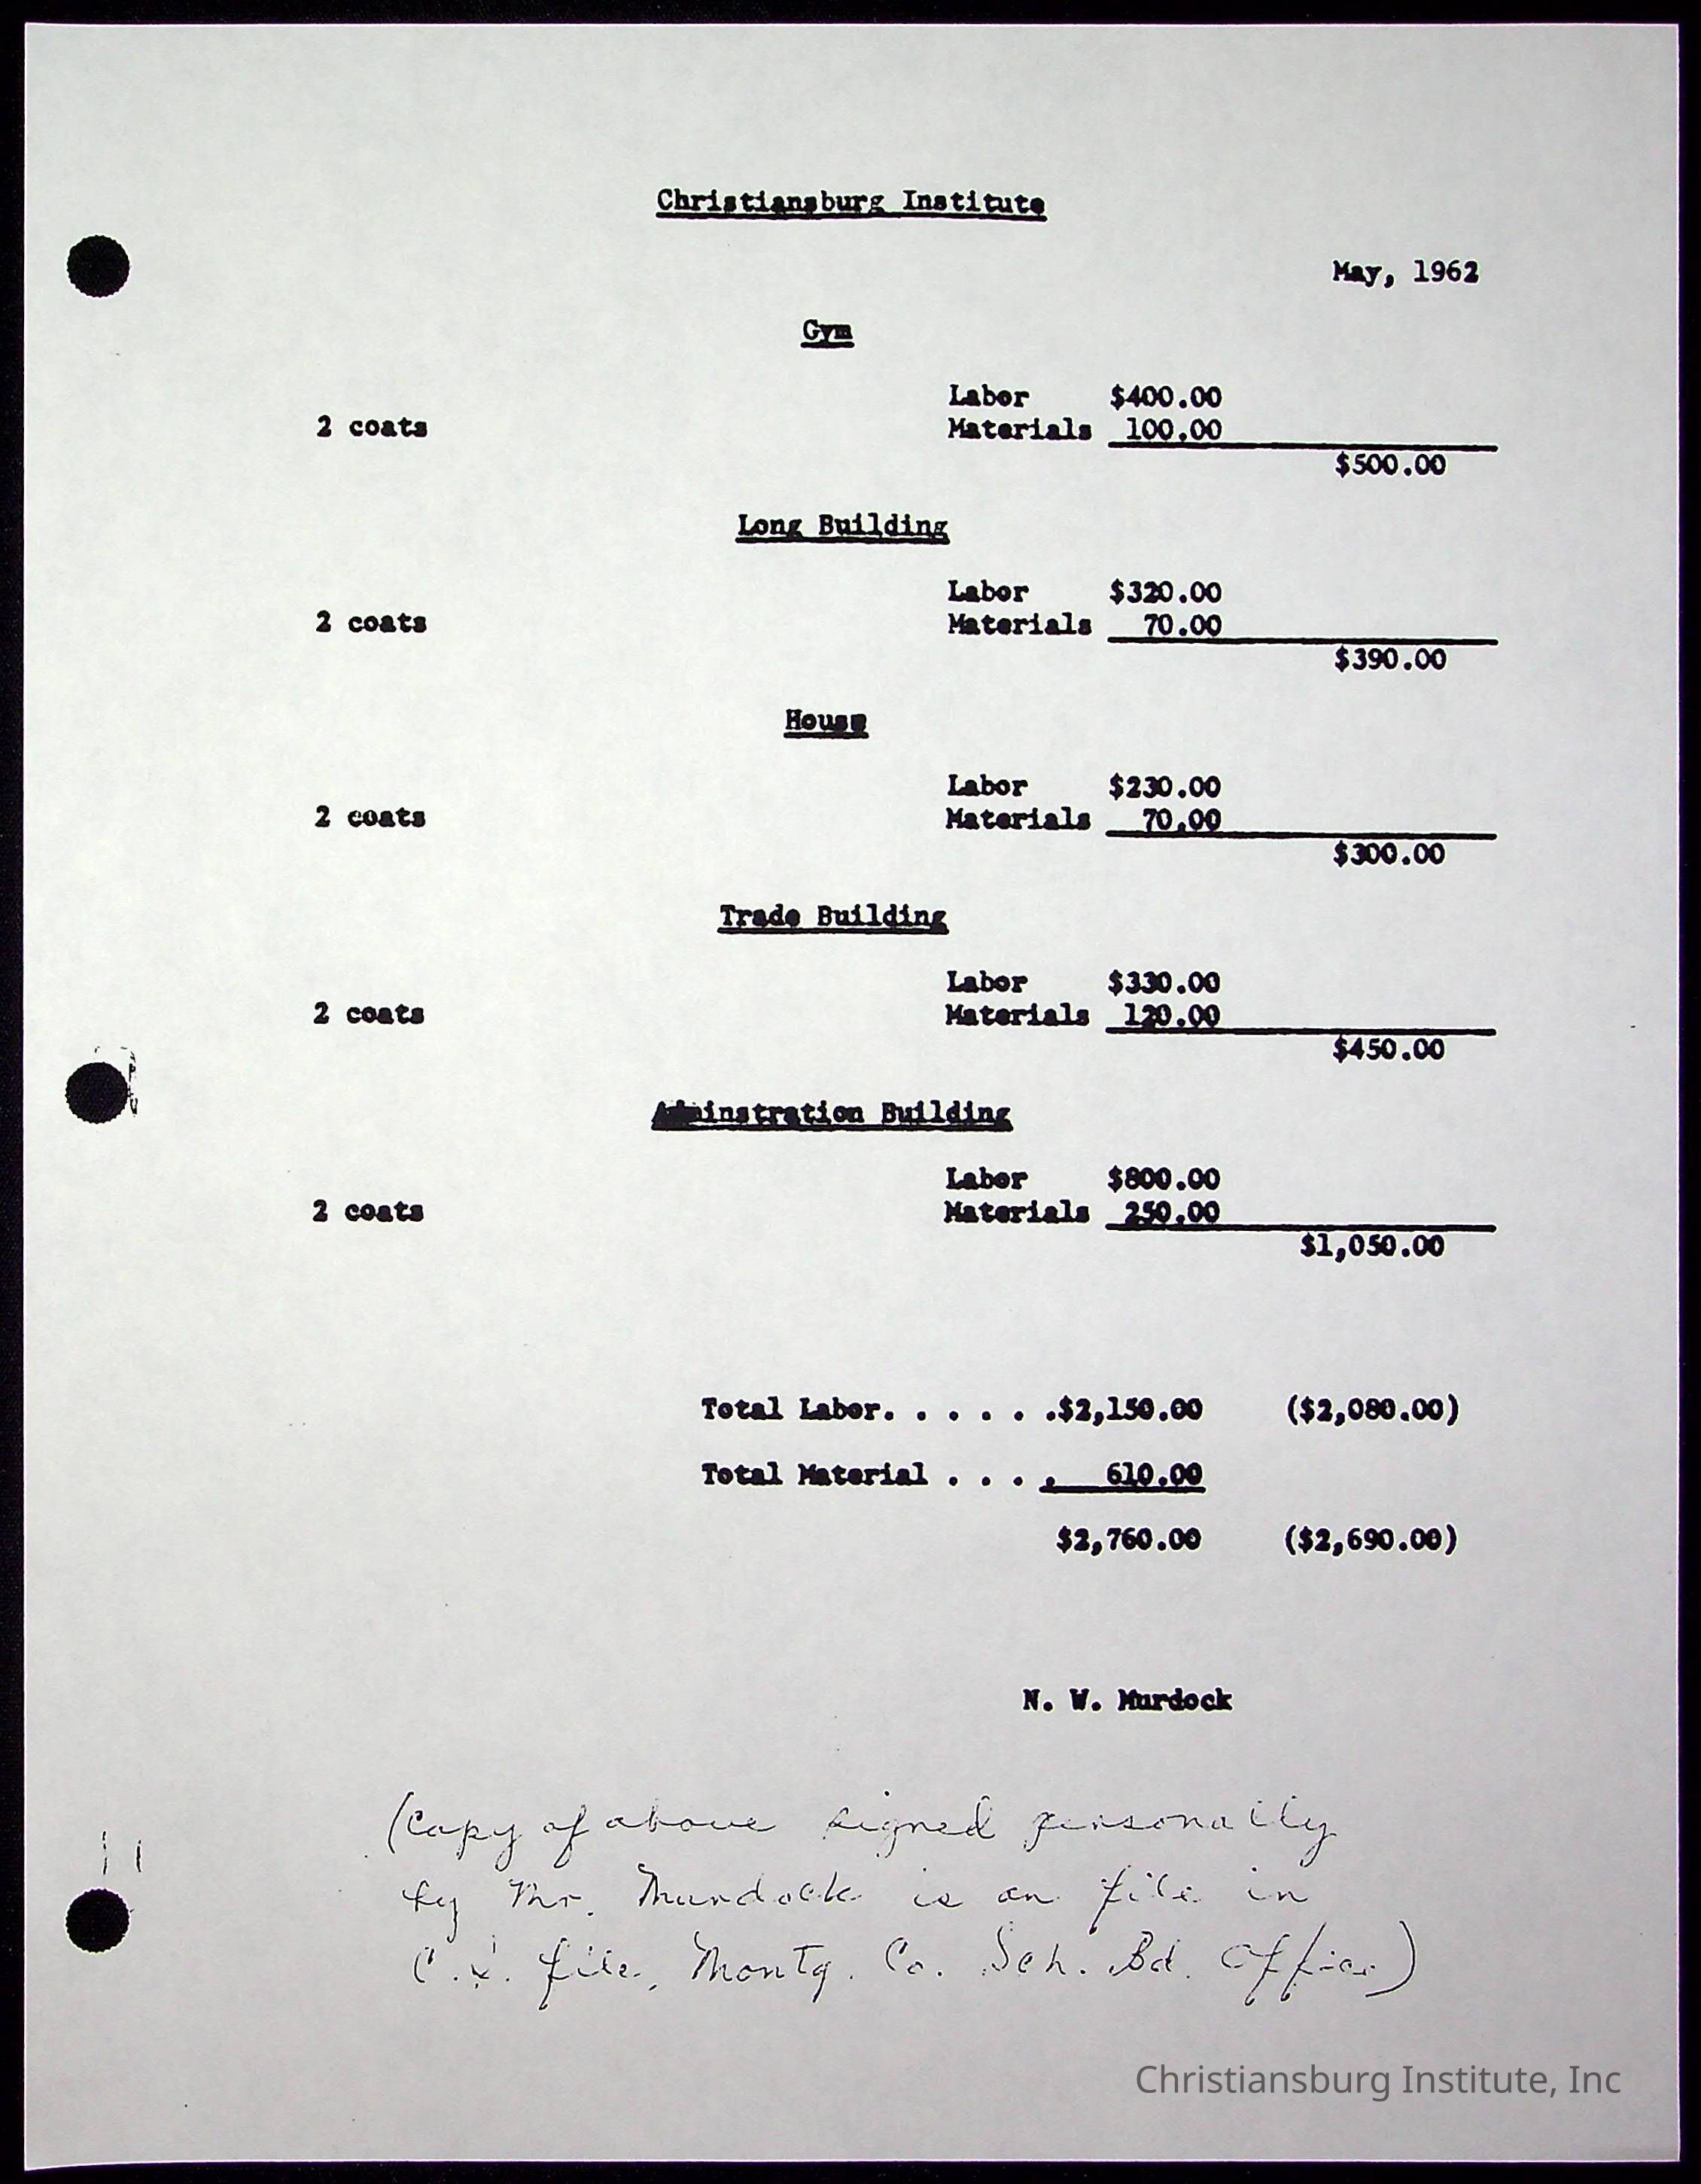 Christiansburg Institute
May, 1962
Gym
Labor $400.00
2 coats Materials 100.00
$500.00
Long Building
Labor $320.00
2 coats Materials 70.00
$390.00
House
Labor $230.00
2 coats Materials 70.00
$300.00
Trade Building
Labor $330.00
2 coats Materials 120.00
$450.00
Adminstration Building
Labor $800.00
2 coats Materials 250.00
$1,050.00
Total Labor. . . . . .$2,150.00 ($2,080.00)
Total Material . . . . 610.00
$2,760.00 ($2,690.00)
N. W. Murdock
(Copy of above signed personally
by Mr. Murdock is on file in
C.I. file, Montg. Co. Sch. Bd. Office)
Christiansburg Institute, Inc